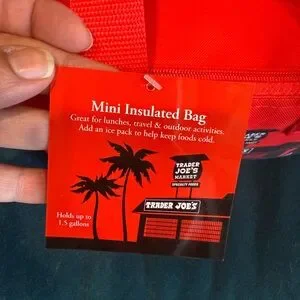 Mini Insulated Bag
Great for lunches, travel & outdoor activities.
Add an ice pack to help keep foods cold.
TRADER
JOE'S
MARKET
SPECIALTY FOODS
TRADER JOE'S
Holds up to
1.5 gallons